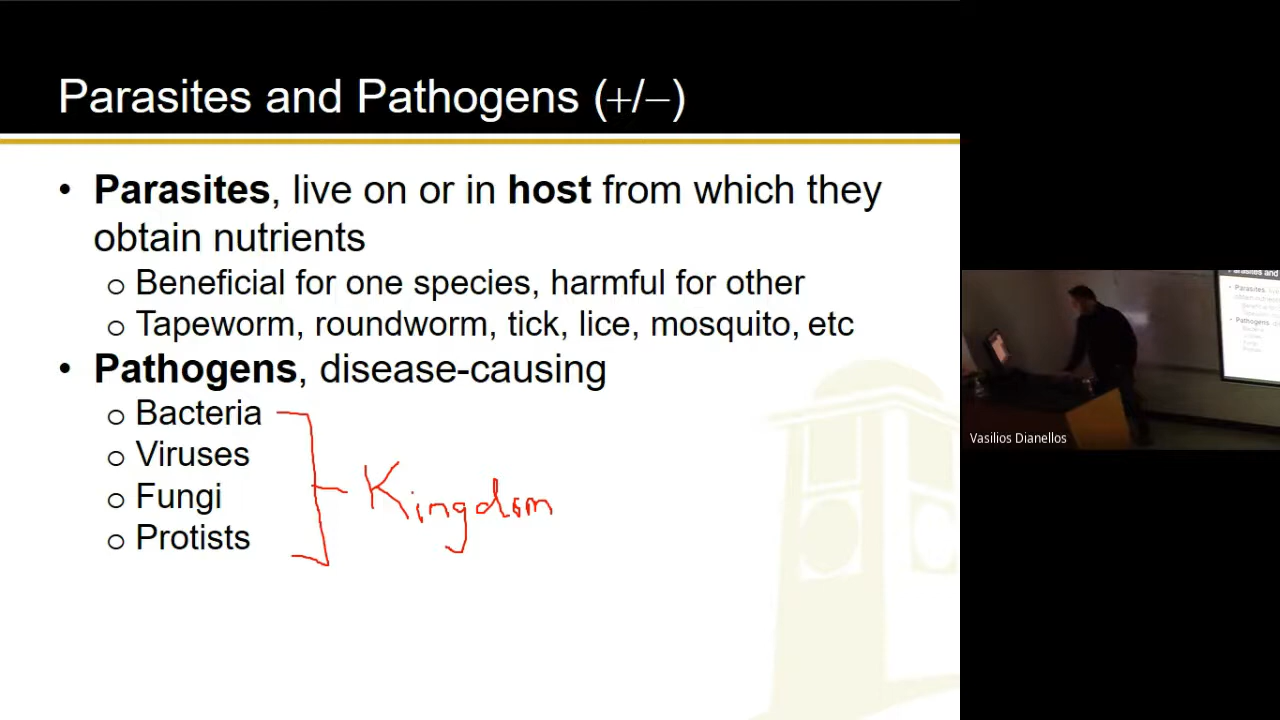 Parasites and Pathogens (+/–)
• Parasites, live on or in host from which they
obtain nutrients
o Beneficial for one species, harmful for other
o Tapeworm, roundworm, tick, lice, mosquito, etc
• Pathogens, disease-causing
o Bacteria
o Viruses
o Fungi
o Protists
Kingdom
Vasilios Dianellos